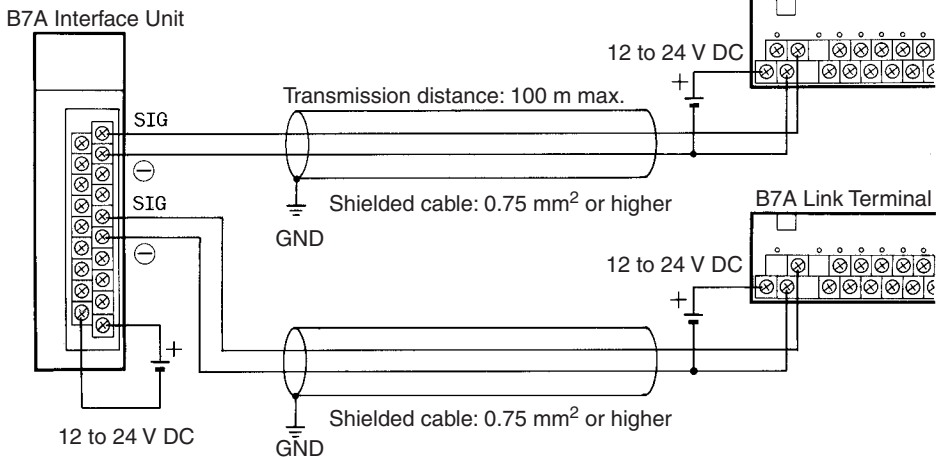 B7A Interface Unit
12 to 24 V DC
+
Transmission distance: 100 m max.
SIG
⊖
Shielded cable: 0.75 mm² or higher
GND
B7A Link Terminal
SIG
⊖
12 to 24 V DC
+
+
12 to 24 V DC
Shielded cable: 0.75 mm² or higher
GND